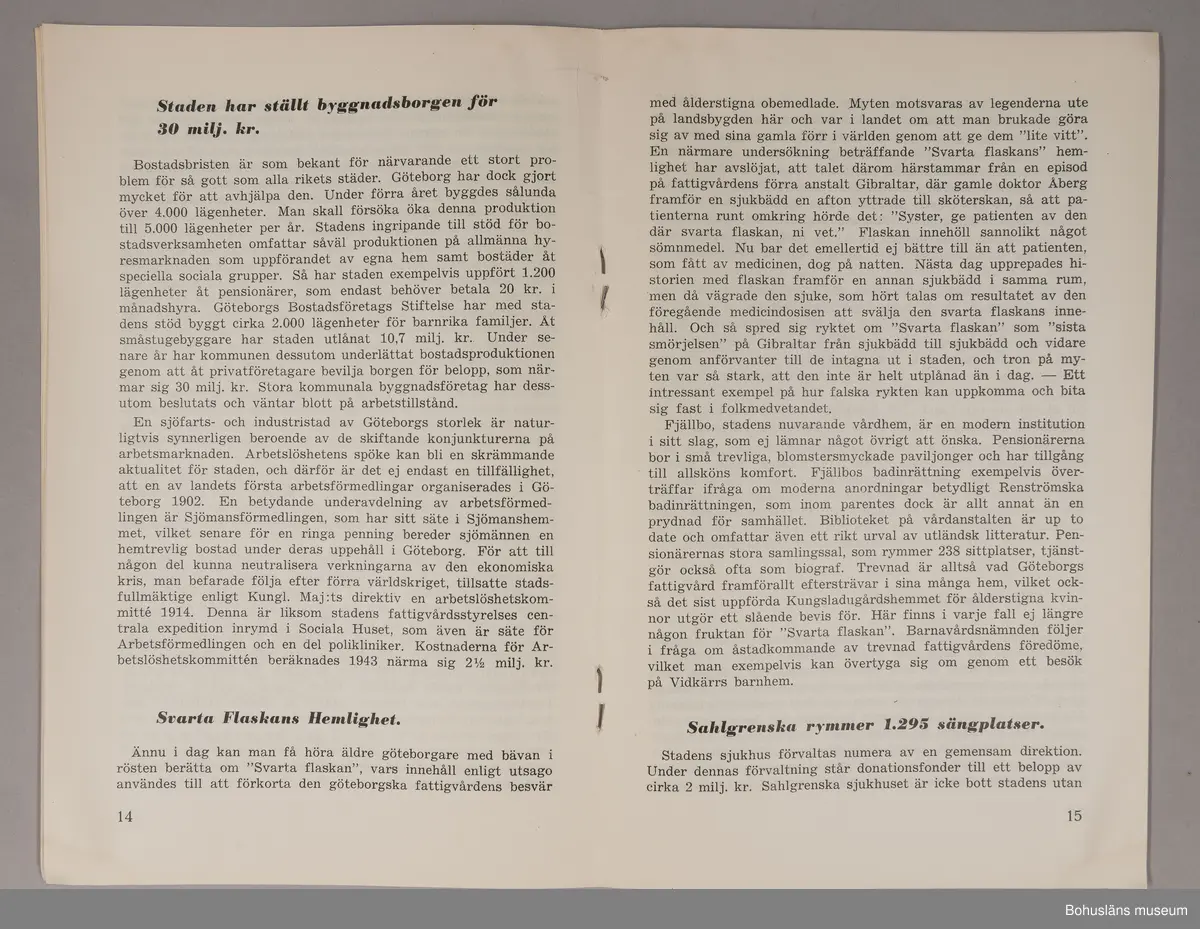 Staden har ställt byggnadsborgen för
30 milj. kr.
Bostadsbristen är som bekant för närvarande ett stort pro-
blem för så gott som alla rikets städer. Göteborg har dock gjort
mycket för att avhjälpa den. Under förra året byggdes sålunda
över 4.000 lägenheter. Man skall försöka öka denna produktion
till 5.000 lägenheter per år. Stadens ingripande till stöd för bo-
stadsverksamheten omfattar såväl produktionen på allmänna hy-
resmarknaden som uppförandet av egna hem samt bostäder åt
speciella sociala grupper. Så har staden exempelvis uppfört 1.200
lägenheter åt pensionärer, som endast behöver betala 20 kr. i
månadshyra. Göteborgs Bostadsföretags Stiftelse har med sta-
dens stöd byggt cirka 2.000 lägenheter för barnrika familjer. Åt
småstugebyggare har staden utlånat 10,7 milj. kr. Under se-
nare år har kommunen dessutom underlättat bostadsproduktionen
genom att åt privatföretagare bevilja borgen för belopp, som när-
mar sig 30 milj. kr. Stora kommunala byggnadsföretag har dess-
utom beslutats och väntar blott på arbetstillstånd.
En sjöfarts- och industristad av Göteborgs storlek är natur-
ligtvis synnerligen beroende av de skiftande konjunkturerna på
arbetsmarknaden. Arbetslöshetens spöke kan bli en skrämmande
aktualitet för staden, och därför är det ej endast en tillfällighet,
att en av landets första arbetsförmedlingar organiserades i Gö-
teborg 1902. En betydande underavdelning av arbetsförmed-
lingen är Sjömansförmedlingen, som har sitt säte i Sjömanshem-
met, vilket senare för en ringa penning bereder sjömännen en
hemtrevlig bostad under deras uppehåll i Göteborg. För att till
någon del kunna neutralisera verkningarna av den ekonomiska
kris, man befarade följa efter förra världskriget, tillsatte stads-
fullmäktige enligt Kungl. Maj:ts direktiv en arbetslöshetskom-
mitté 1914. Denna är liksom stadens fattigvårdsstyrelses cen-
trala expedition inrymd i Sociala Huset, som även är säte för
Arbetsförmedlingen och en del polikliniker. Kostnaderna för Ar-
betslöshetskommittén beräknades 1943 närma sig 2½ milj. kr.
Svarta Flaskans Hemlighet.
Ännu i dag kan man få höra äldre göteborgare med bävan i
rösten berätta om ”Svarta flaskan”, vars innehåll enligt utsago
användes till att förkorta den göteborgska fattigvårdens besvär
14
med ålderstigna obemedlade. Myten motsvaras av legenderna ute
på landsbygden här och var i landet om att man brukade göra
sig av med sina gamla förr i världen genom att ge dem ”lite vitt”.
En närmare undersökning beträffande ”Svarta flaskans” hem-
lighet har avslöjat, att talet därom härstammar från en episod
på fattigvårdens förra anstalt Gibraltar, där gamle doktor Åberg
framför en sjukbädd en afton yttrade till sköterskan, så att pa-
tienterna runt omkring hörde det: ”Syster, ge patienten av den
där svarta flaskan, ni vet.” Flaskan innehöll sannolikt något
sömnmedel. Nu bar det emellertid ej bättre till än att patienten,
som fått av medicinen, dog på natten. Nästa dag upprepades hi-
storien med flaskan framför en annan sjukbädd i samma rum,
men då vägrade den sjuke, som hört talas om resultatet av den
föregående medicindosisen att svälja den svarta flaskans inne-
håll. Och så spred sig ryktet om ”Svarta flaskan” som ”sista
smörjelsen” på Gibraltar från sjukbädd till sjukbädd och vidare
genom anförvanter till de intagna ut i staden, och tron på my-
ten var så stark, att den inte är helt utplånad än i dag. — Ett
intressant exempel på hur falska rykten kan uppkomma och bita
sig fast i folkmedvetandet.
Fjällbo, stadens nuvarande vårdhem, är en modern institution
i sitt slag, som ej lämnar något övrigt att önska. Pensionärerna
bor i små trevliga, blomstersmyckade paviljonger och har tillgång
till allsköns komfort. Fjällbos badinrättning exempelvis över-
träffar ifråga om moderna anordningar betydligt Renströmska
badinrättningen, som inom parentes dock är allt annat än en
prydnad för samhället. Biblioteket på vårdanstalten är up to
date och omfattar även ett rikt urval av utländsk litteratur. Pen-
sionärernas stora samlingssal, som rymmer 238 sittplatser, tjänst-
gör också ofta som biograf. Trevnad är alltså vad Göteborgs
fattigvård framförallt eftersträvar i sina många hem, vilket ock-
så det sist uppförda Kungsladugårdshemmet för ålderstigna kvin-
nor utgör ett slående bevis för. Här finns i varje fall ej längre
någon fruktan för ”Svarta flaskan”. Barnavårdsnämnden följer
i fråga om åstadkommande av trevnad fattigvårdens föredöme,
vilket man exempelvis kan övertyga sig om genom ett besök
på Vidkärrs barnhem.
Sahlgrenska rymmer 1.295 sängplatser.
Stadens sjukhus förvaltas numera av en gemensam direktion.
Under dennas förvaltning står donationsfonder till ett belopp av
cirka 2 milj. kr. Sahlgrenska sjukhuset är icke bott stadens utan
15
Bohusläns museum